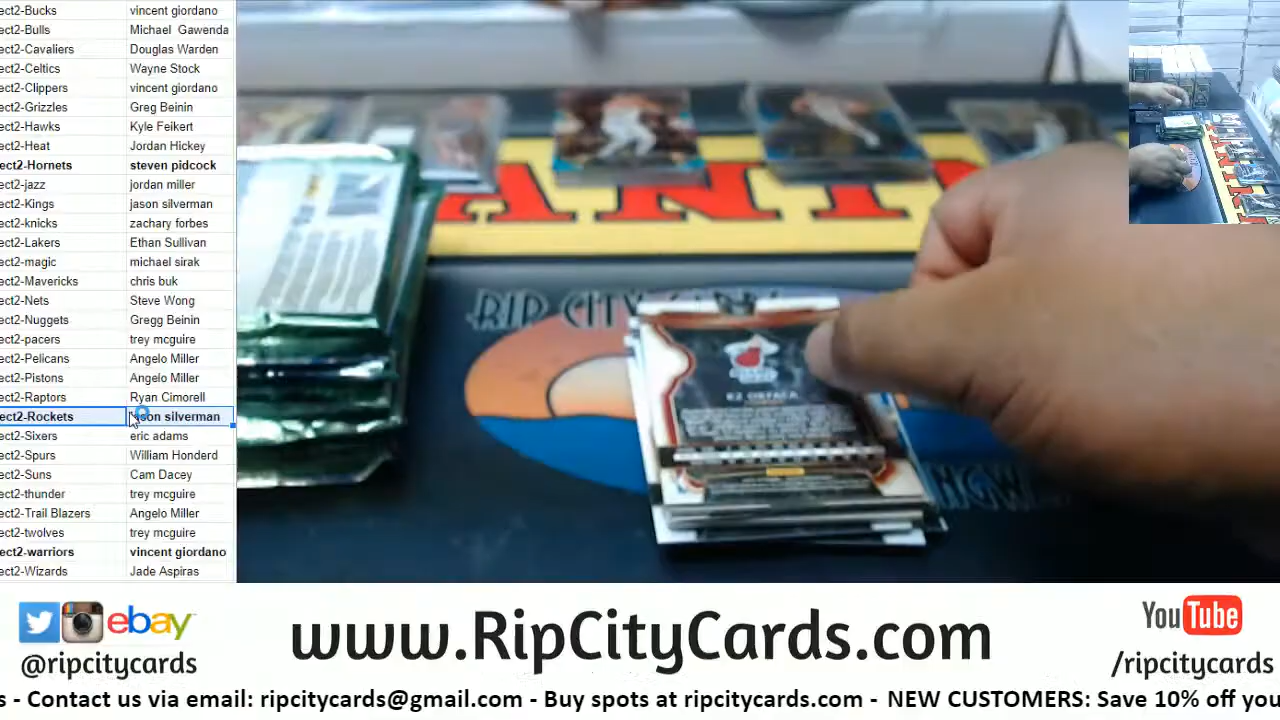 ect2-Bucks vincent giordano
ect2-Bulls Michael Gawenda
ect2-Cavaliers Douglas Warden
ect2-Celtics Wayne Stock
ect2-Clippers vincent giordano
ect2-Grizzles Greg Beinin
ect2-Hawks Kyle Feikert
ect2-Heat Jordan Hickey
ect2-Hornets steven pidcock
ect2-jazz jordan miller
ect2-Kings jason silverman
ect2-knicks zachary forbes
ect2-Lakers Ethan Sullivan
ect2-magic michael sirak
ect2-Mavericks chris buk
ect2-Nets Steve Wong
ect2-Nuggets Gregg Beinin
ect2-pacers trey mcguire
ect2-Pelicans Angelo Miller
ect2-Pistons Angelo Miller
ect2-Raptors Ryan Cimorell
ect2-Rockets son silverman
ect2-Sixers eric adams
ect2-Spurs William Honderd
ect2-Suns Cam Dacey
ect2-thunder trey mcguire
ect2-Trail Blazers Angelo Miller
ect2-twolves trey mcguire
ect2-warriors vincent giordano
ect2-Wizards Jade Aspiras
ANINI
RIP CITY
KZ OKPALA
ebay
@ripcitycards
www.RipCityCards.com
YouTube
/ripcitycards
s - Contact us via email: ripcitycards@gmail.com - Buy spots at ripcitycards.com - NEW CUSTOMERS: Save 10% off you